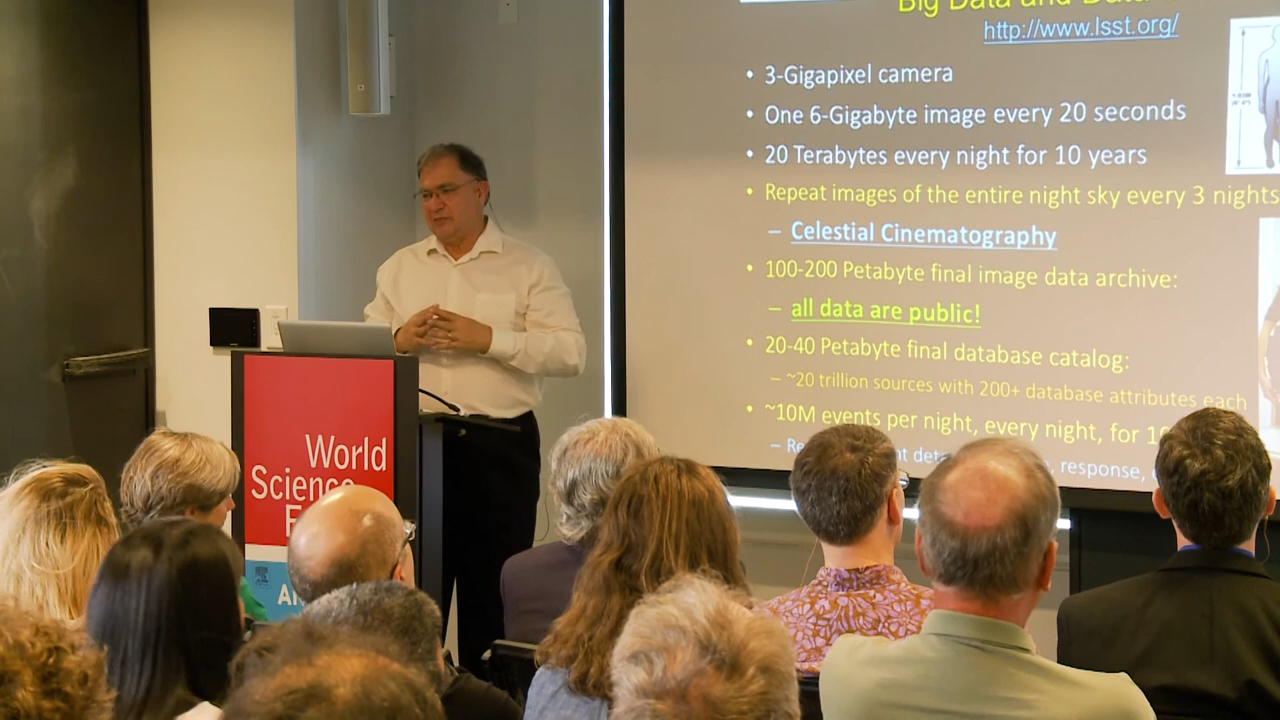 Big Data and Data
http://www.lsst.org/
• 3-Gigapixel camera
• One 6-Gigabyte image every 20 seconds
• 20 Terabytes every night for 10 years
• Repeat images of the entire night sky every 3 nights
– Celestial Cinematography
• 100-200 Petabyte final image data archive:
– all data are public!
• 20-40 Petabyte final database catalog:
– ~20 trillion sources with 200+ database attributes each
• ~10M events per night, every night, for
response,
World
Science